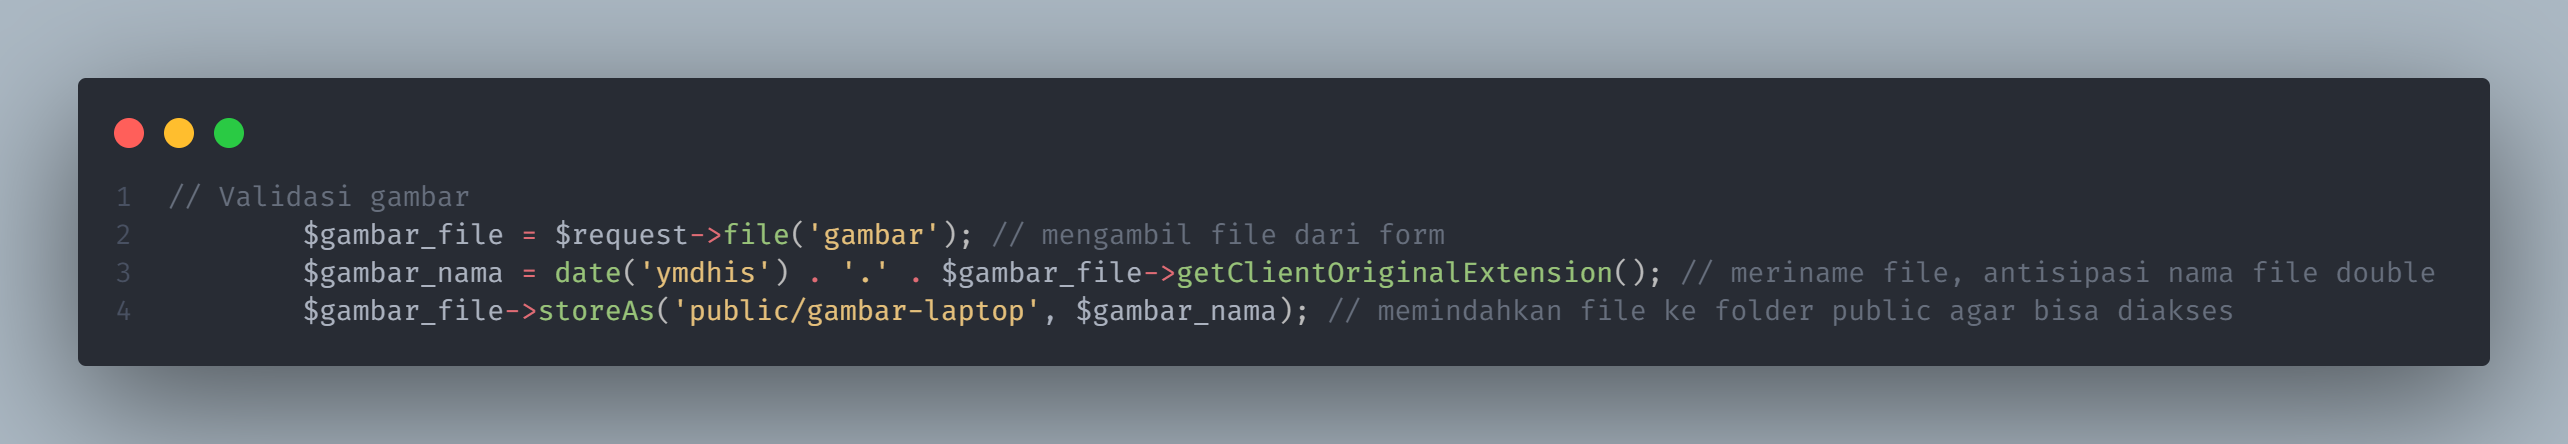 1 // Validasi gambar
2 $gambar_file = $request->file('gambar'); // mengambil file dari form
3 $gambar_nama = date('ymdhis') . '.' . $gambar_file->getClientOriginalExtension(); // meriname file, antisipasi nama file double
4 $gambar_file->storeAs('public/gambar-laptop', $gambar_nama); // memindahkan file ke folder public agar bisa diakses